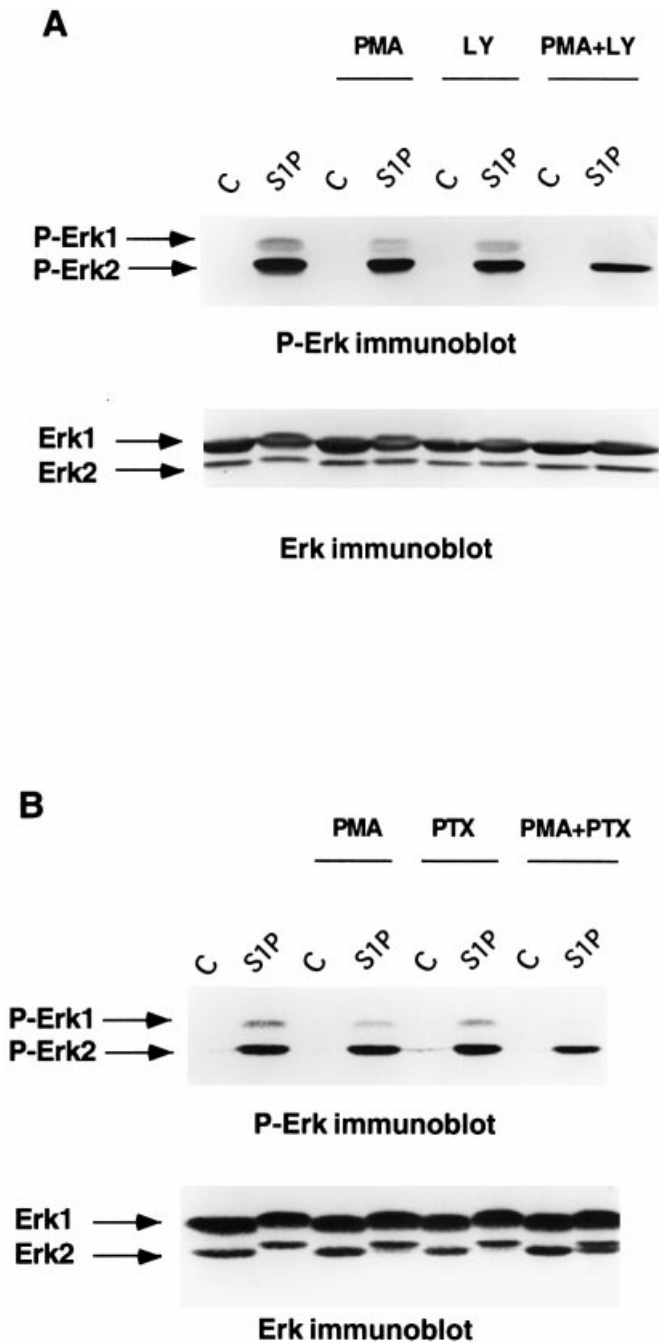 A
PMA LY PMA+LY
C S1P C S1P C S1P C S1P
P-Erk1
P-Erk2
P-Erk immunoblot
Erk1
Erk2
Erk immunoblot
B
PMA PTX PMA+PTX
C S1P C S1P C S1P C S1P
P-Erk1
P-Erk2
P-Erk immunoblot
Erk1
Erk2
Erk immunoblot